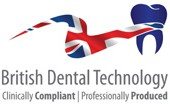 British Dental Technology
Clinically Compliant | Professionally Produced